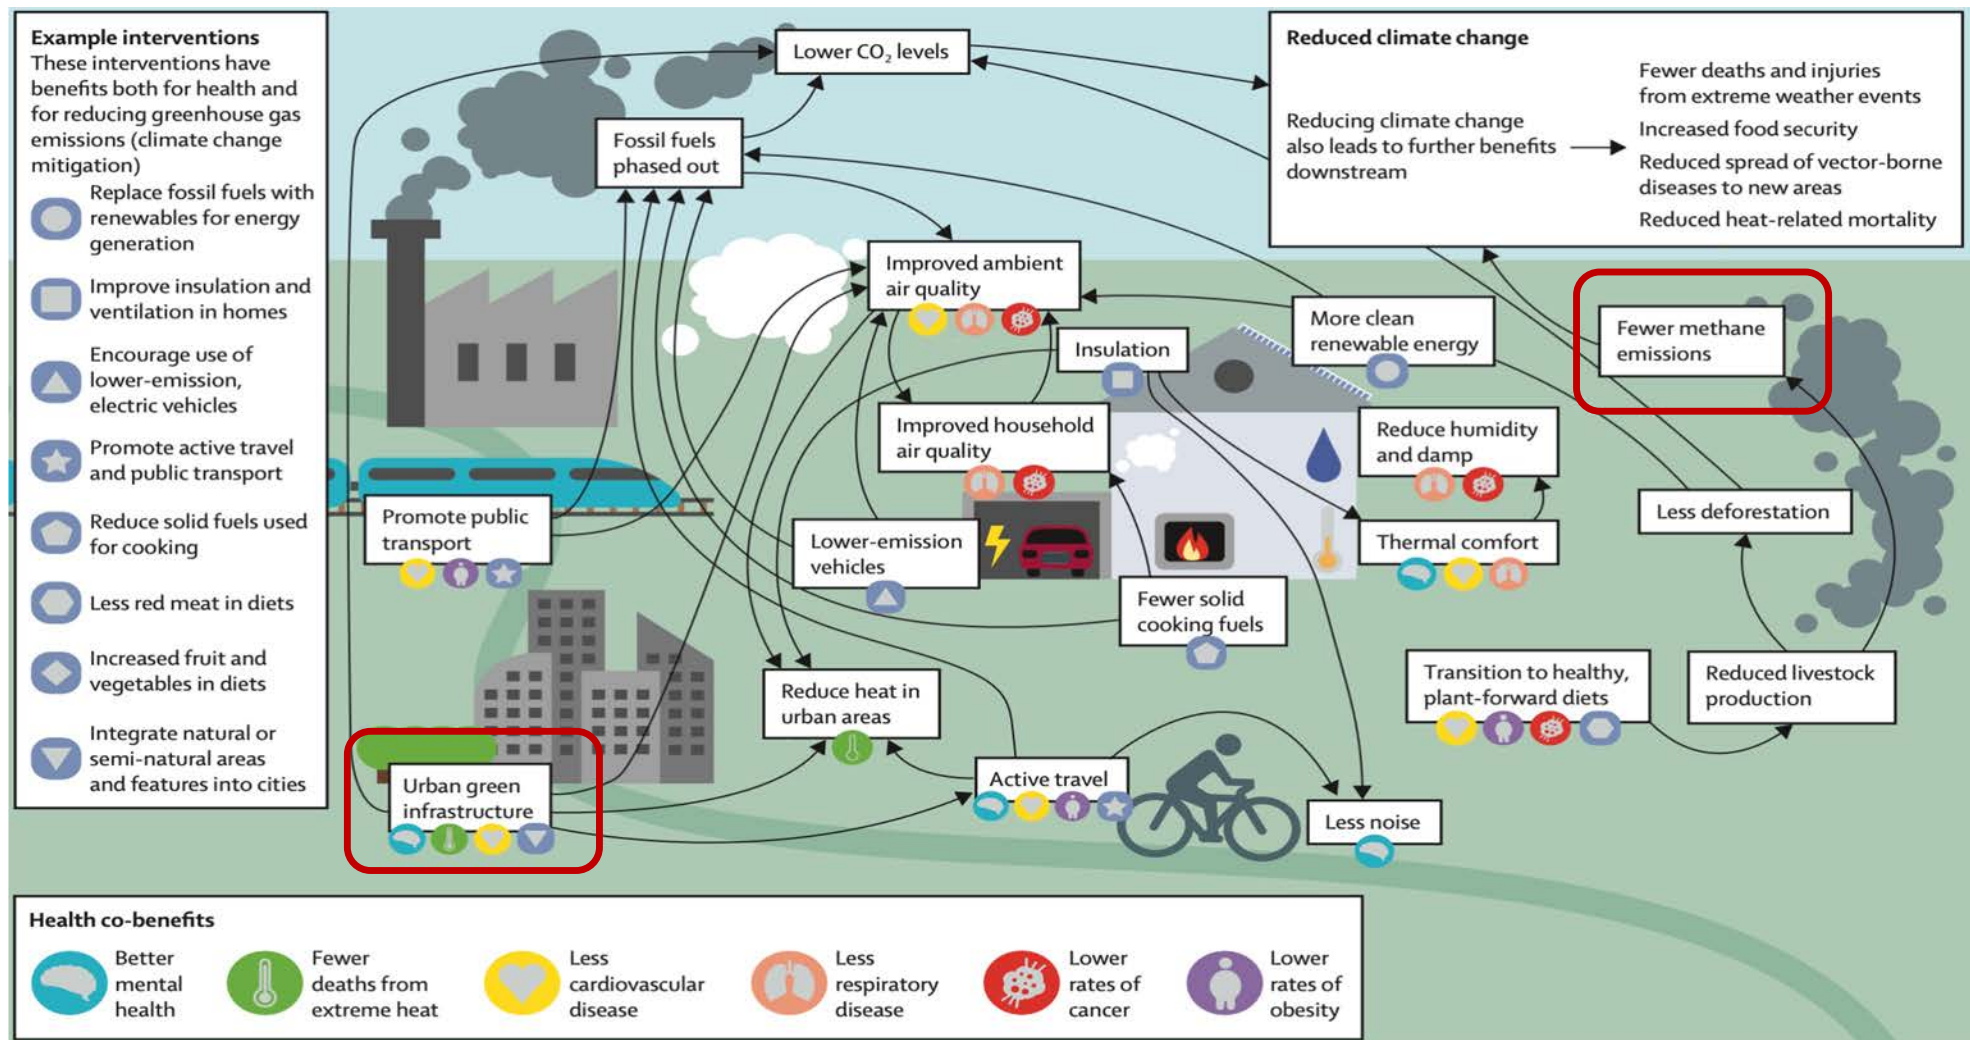 Example interventions
These interventions have
benefits both for health and
for reducing greenhouse gas
emissions (climate change
mitigation)
Replace fossil fuels with
renewables for energy
generation
Improve insulation and
ventilation in homes
Encourage use of
lower-emission,
electric vehicles
Promote active travel
and public transport
Reduce solid fuels used
for cooking
Less red meat in diets
Increased fruit and
vegetables in diets
Integrate natural or
semi-natural areas
and features into cities
Lower CO₂ levels
Fossil fuels
phased out
Reduced climate change
Reducing climate change
also leads to further benefits
downstream
Fewer deaths and injuries
from extreme weather events
Increased food security
Reduced spread of vector-borne
diseases to new areas
Reduced heat-related mortality
Improved ambient
air quality
Insulation
More clean
renewable energy
Fewer methane
emissions
Improved household
air quality
Reduce humidity
and damp
Promote public
transport
Lower-emission
vehicles
Thermal comfort
Less deforestation
Fewer solid
cooking fuels
Reduce heat in
urban areas
Transition to healthy,
plant-forward diets
Reduced livestock
production
Urban green
infrastructure
Active travel
Less noise
Health co-benefits
Better
mental
health
Fewer
deaths from
extreme heat
Less
cardiovascular
disease
Less
respiratory
disease
Lower
rates of
cancer
Lower
rates of
obesity